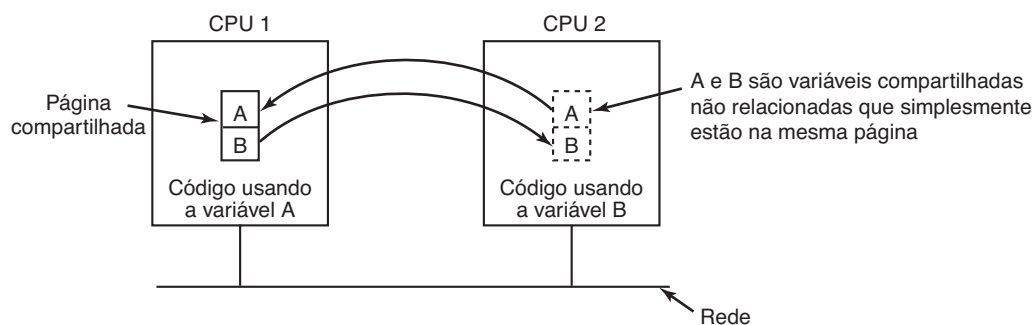 CPU 1
CPU 2
Página
compartilhada
A
B
A
B
A e B são variáveis compartilhadas
não relacionadas que simplesmente
estão na mesma página
Código usando
a variável A
Código usando
a variável B
Rede